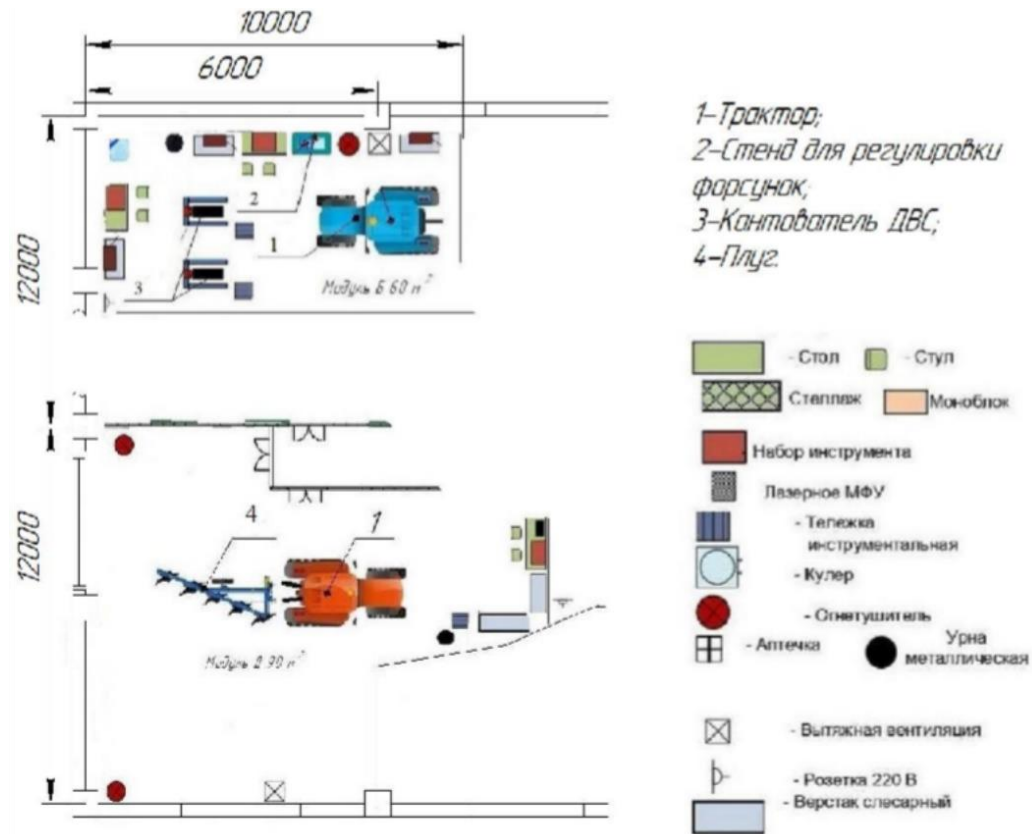 10000
6000
12000
1-Трактор;
2-Стенд для регулировки
форсунок;
3-Кантователь ДВС;
4-Плуг.
2
1
3
Модуль Б 60 м²
- Стол
- Стул
Стеллаж
Моноблок
Набор инструмента
Лазерное МФУ
- Тележка
инструментальная
- Кулер
- Огнетушитель
- Аптечка
Урна
металлическая
- Вытяжная вентиляция
- Розетка 220 В
- Верстак слесарный
12000
4
1
Модуль Д 90 м²